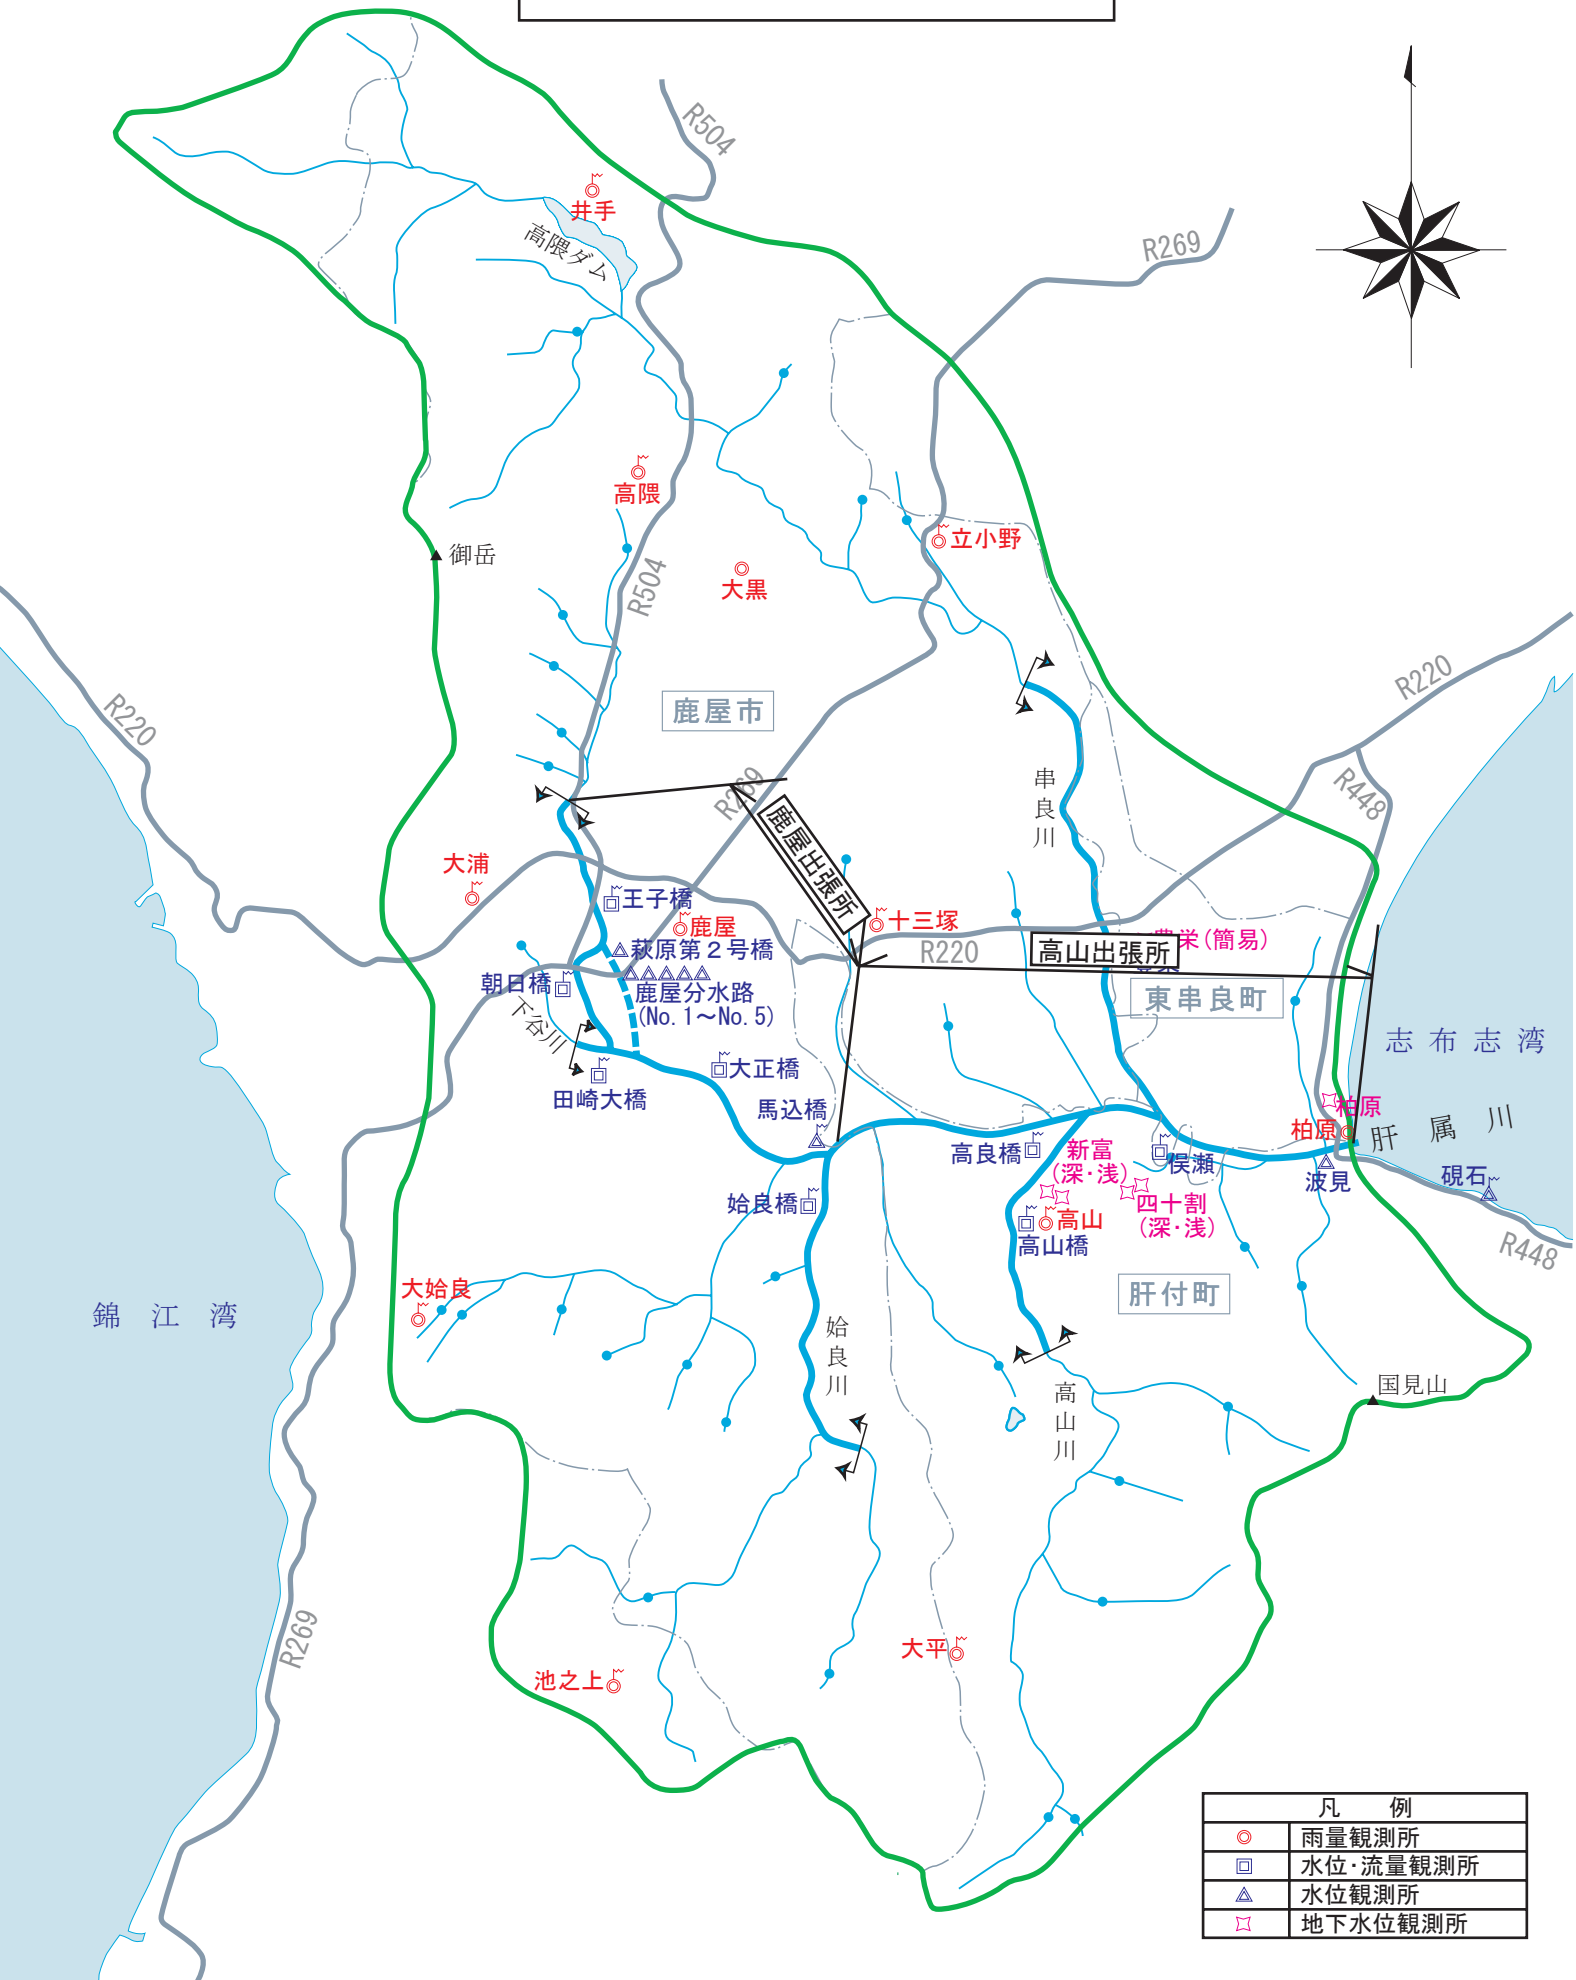 R504
井手
高隈ダム
R269
高隈
立小野
御岳
大黒
R504
R220
R220
鹿屋市
R448
串良川
R269
鹿屋出張所
大浦
王子橋
鹿屋
十三塚
萩原第２号橋
R220
高山出張所
栄(簡易)
朝日橋
鹿屋分水路
(No.1～No.5)
東串良町
下谷川
志布志湾
大正橋
田崎大橋
馬込橋
柏原
柏原
肝属川
高良橋
新富
(深・浅)
俣瀬
波見
硯石
姶良橋
高山
四十割
(深・浅)
高山橋
R448
大姶良
肝付町
錦江湾
姶良川
国見山
高山川
R269
大平
池之上
凡例
雨量観測所
水位・流量観測所
水位観測所
地下水位観測所